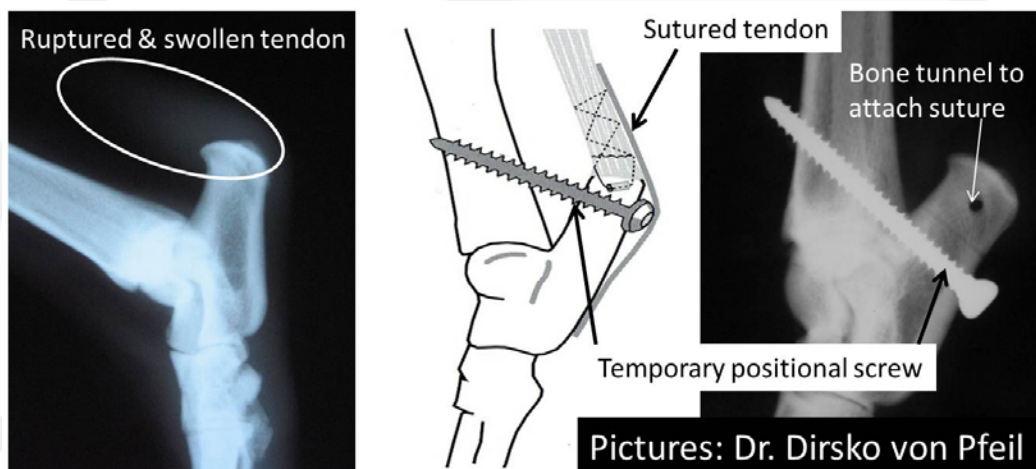 Ruptured & swollen tendon
Sutured tendon
Bone tunnel to
attach suture
Temporary positional screw
Pictures: Dr. Dirsko von Pfeil